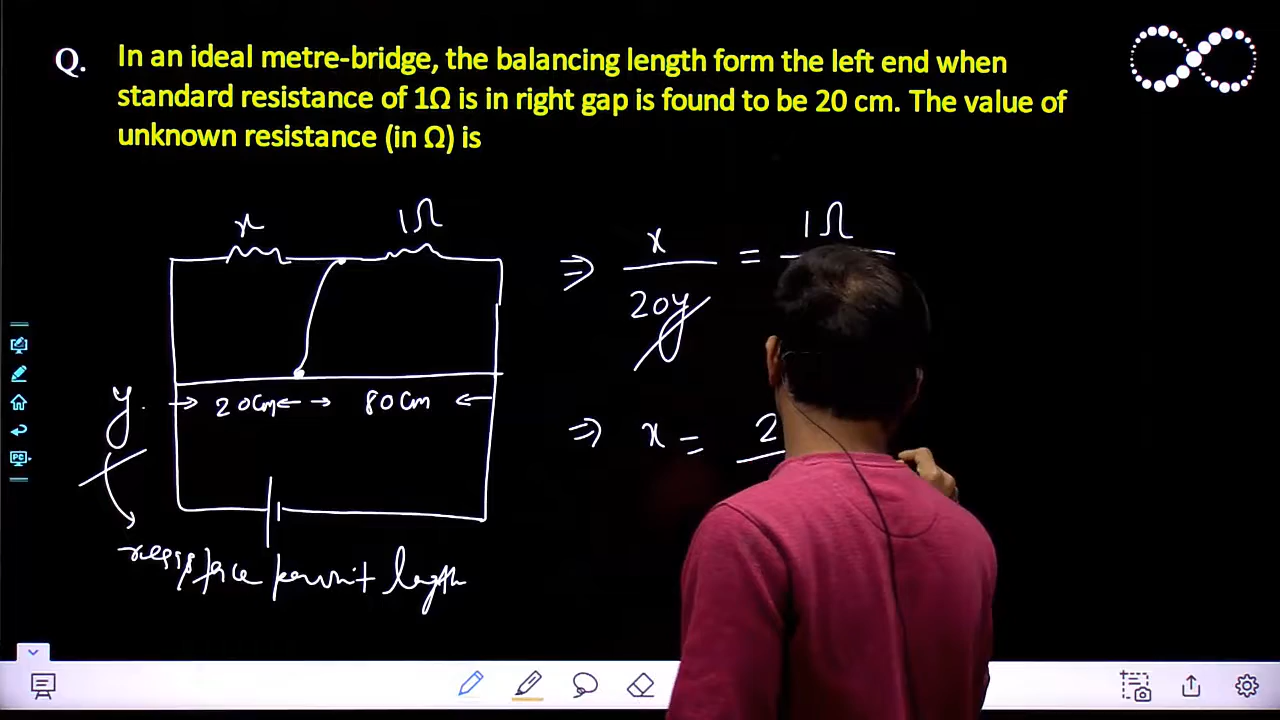 Q. In an ideal metre-bridge, the balancing length form the left end when
standard resistance of 1Ω is in right gap is found to be 20 cm. The value of
unknown resistance (in Ω) is
x
1Ω
⇒ x / 20y = 1Ω
y
20cm
80cm
⇒ x = 2
resistance per unit length